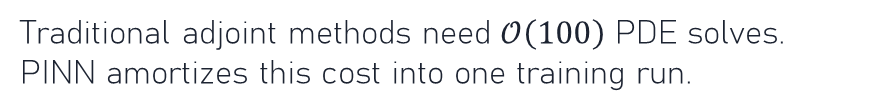 Traditional adjoint methods need 𝒪(100) PDE solves.
PINN amortizes this cost into one training run.